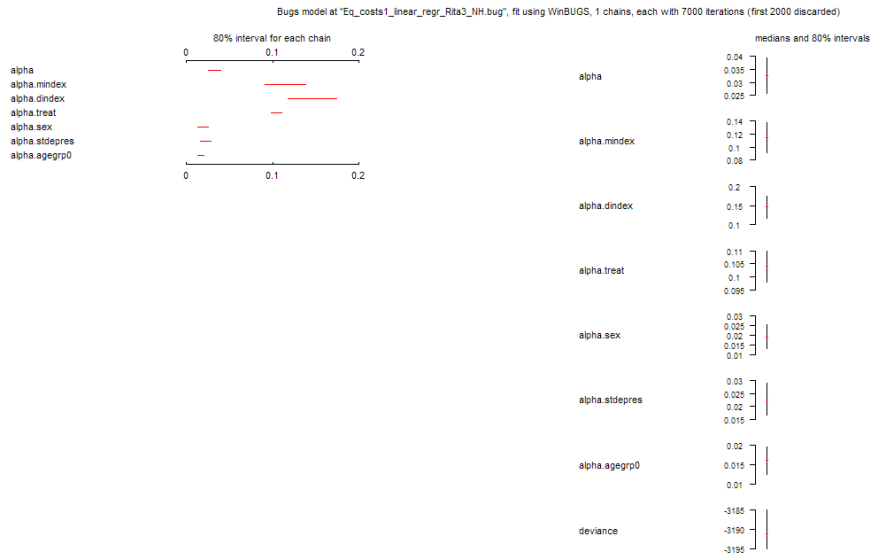 Bugs model at "Eq_costs1_linear_regr_Rita3_NH.bug", fit using WinBUGS, 1 chains, each with 7000 iterations (first 2000 discarded)
80% interval for each chain
0 0.1 0.2
alpha
alpha.mindex
alpha.dindex
alpha.treat
alpha.sex
alpha.stdepres
alpha.agegrp0
0 0.1 0.2
medians and 80% intervals
alpha
0.04
0.035
0.03
0.025
alpha.mindex
0.14
0.12
0.1
0.08
alpha.dindex
0.2
0.15
0.1
alpha.treat
0.11
0.105
0.1
0.095
alpha.sex
0.03
0.025
0.02
0.015
0.01
alpha.stdepres
0.03
0.025
0.02
0.015
alpha.agegrp0
0.02
0.015
0.01
deviance
-3185
-3190
-3195